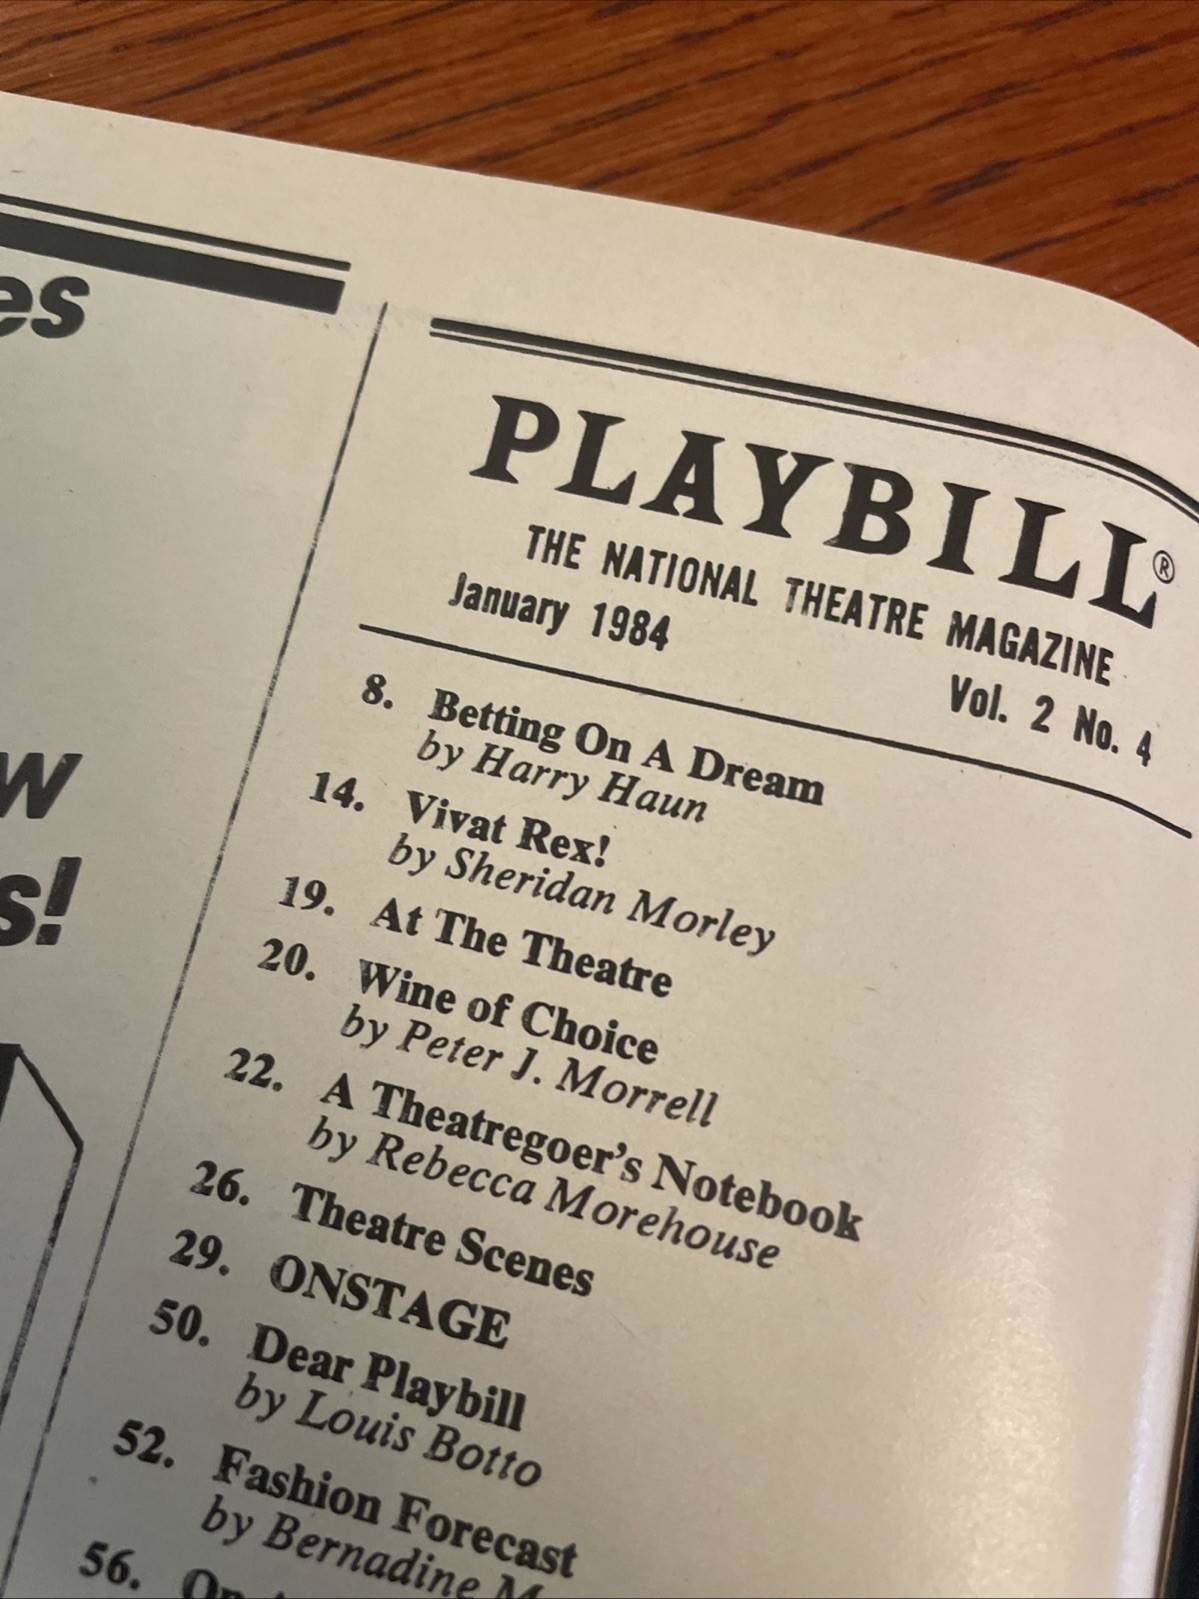 PLAYBILL®
THE NATIONAL THEATRE MAGAZINE
January 1984
Vol. 2 No. 4
8. Betting On A Dream
by Harry Haun
14. Vivat Rex!
by Sheridan Morley
19. At The Theatre
20. Wine of Choice
by Peter J. Morrell
22. A Theatregoer's Notebook
by Rebecca Morehouse
26. Theatre Scenes
29. ONSTAGE
50. Dear Playbill
by Louis Botto
52. Fashion Forecast
by Bernadine
56.